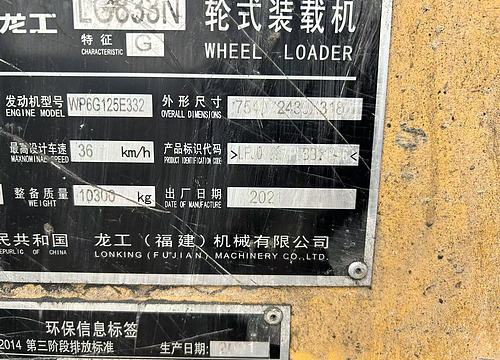 龙工 LG833N 轮式装载机
特征 CHARACTERISTIC G WHEEL LOADER
发动机型号 ENGINE MODEL WP6G125E332 外形尺寸 OVERALL DIMENSIONS
最高设计车速 36 km/h 产品标识代码 PRODUCT IDENTIFICATION CODE
整备质量 WEIGHT 10300 kg 出厂日期 DATE OF MANUFACTURE 202
民共和国 龙工（福建）机械有限公司
REPUBLIC OF CHINA LONKING (FUJIAN) MACHINERY CO.,LTD.
环保信息标签
2014 第三阶段排放标准 生产日期: